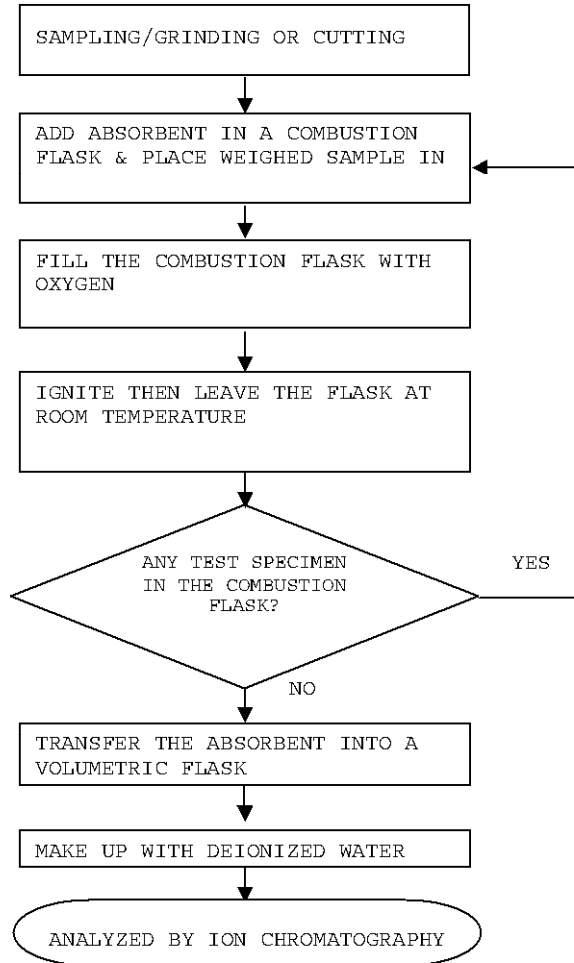 SAMPLING/GRINDING OR CUTTING
ADD ABSORBENT IN A COMBUSTION
FLASK & PLACE WEIGHED SAMPLE IN
FILL THE COMBUSTION FLASK WITH
OXYGEN
IGNITE THEN LEAVE THE FLASK AT
ROOM TEMPERATURE
ANY TEST SPECIMEN
IN THE COMBUSTION
FLASK?
YES
NO
TRANSFER THE ABSORBENT INTO A
VOLUMETRIC FLASK
MAKE UP WITH DEIONIZED WATER
ANALYZED BY ION CHROMATOGRAPHY